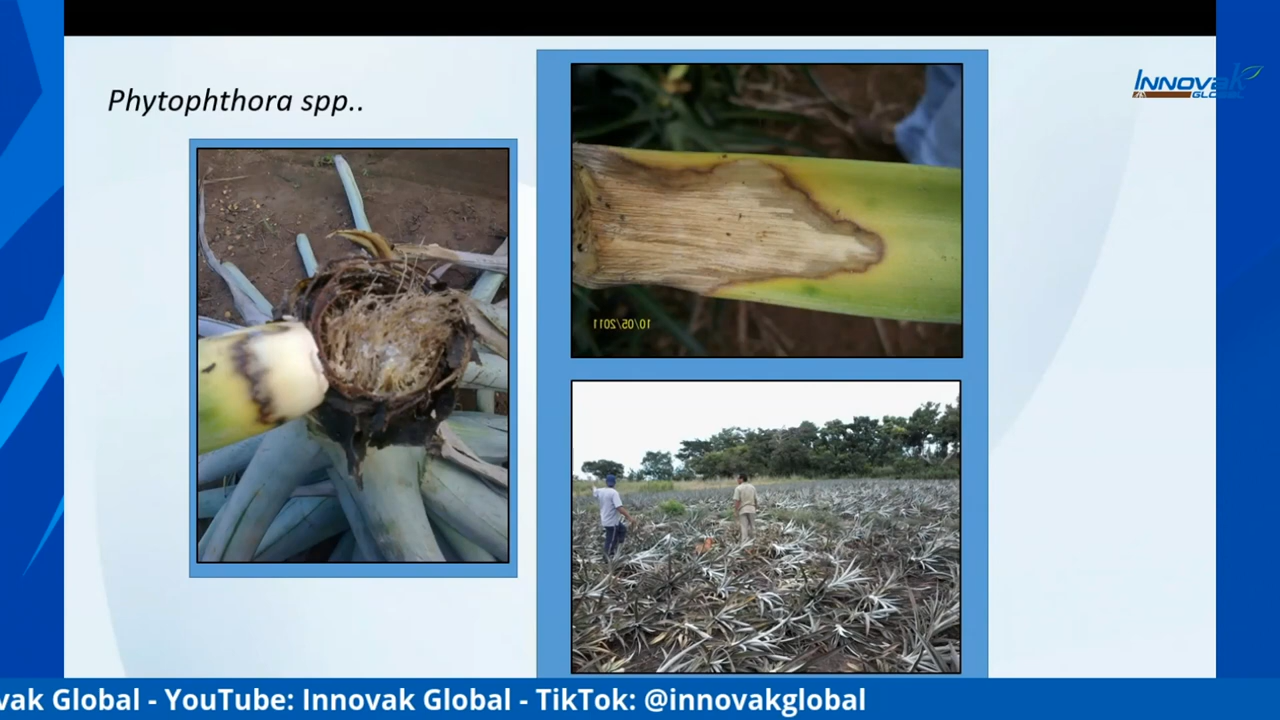 Phytophthora spp..
INNOVAK
GLOBAL
10/05/2011
vak Global - YouTube: Innovak Global - TikTok: @innovakglobal